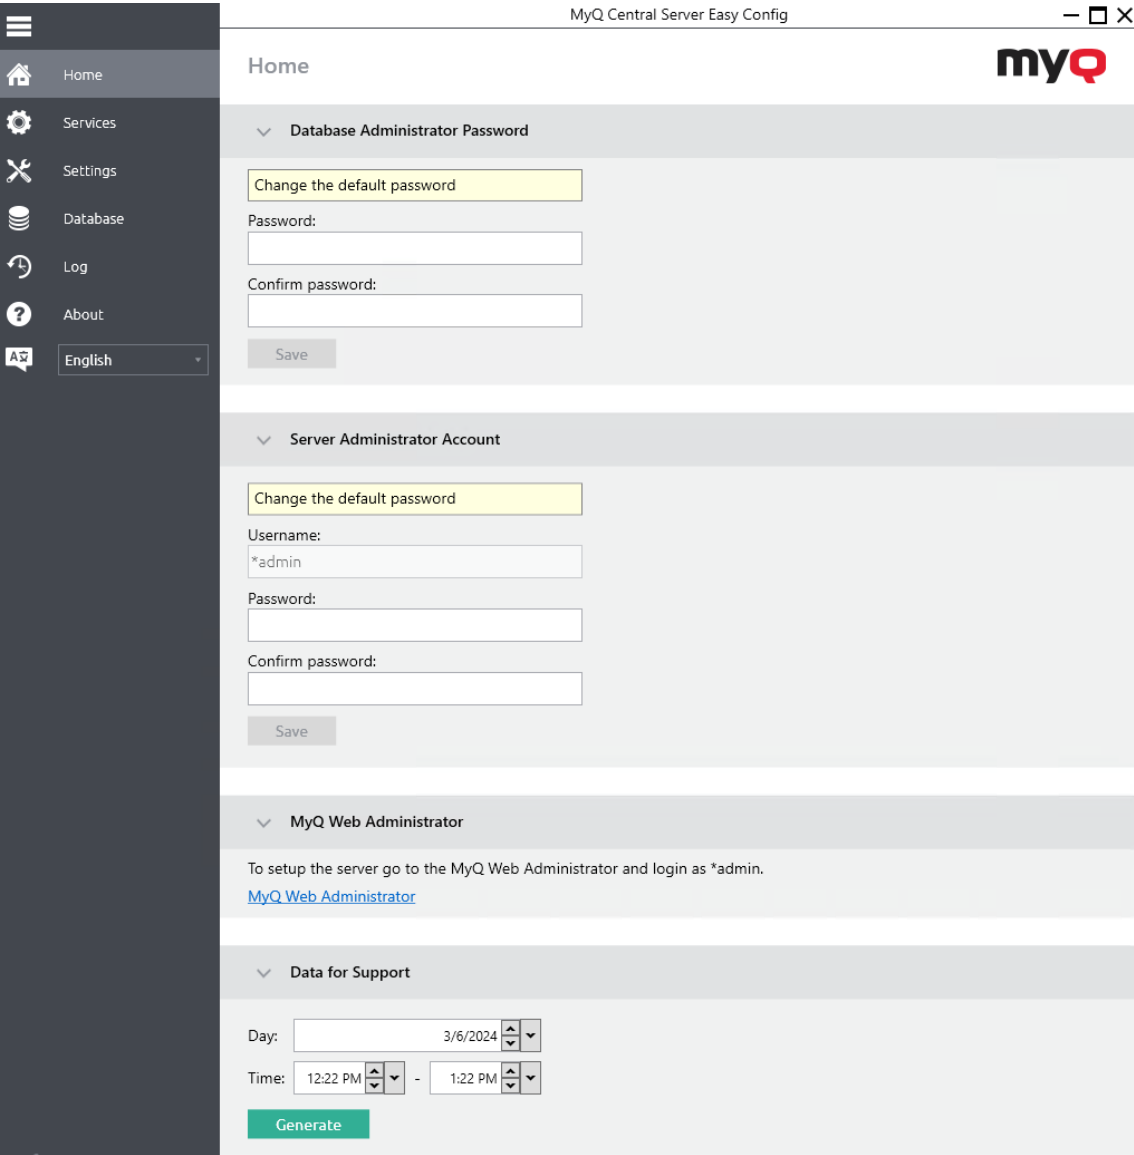 MyQ Central Server Easy Config
Home
Services
Settings
Database
Log
About
English
Home
myQ
Database Administrator Password
Change the default password
Password:
Confirm password:
Save
Server Administrator Account
Change the default password
Username:
*admin
Password:
Confirm password:
Save
MyQ Web Administrator
To setup the server go to the MyQ Web Administrator and login as *admin.
MyQ Web Administrator
Data for Support
Day: 3/6/2024
Time: 12:22 PM - 1:22 PM
Generate